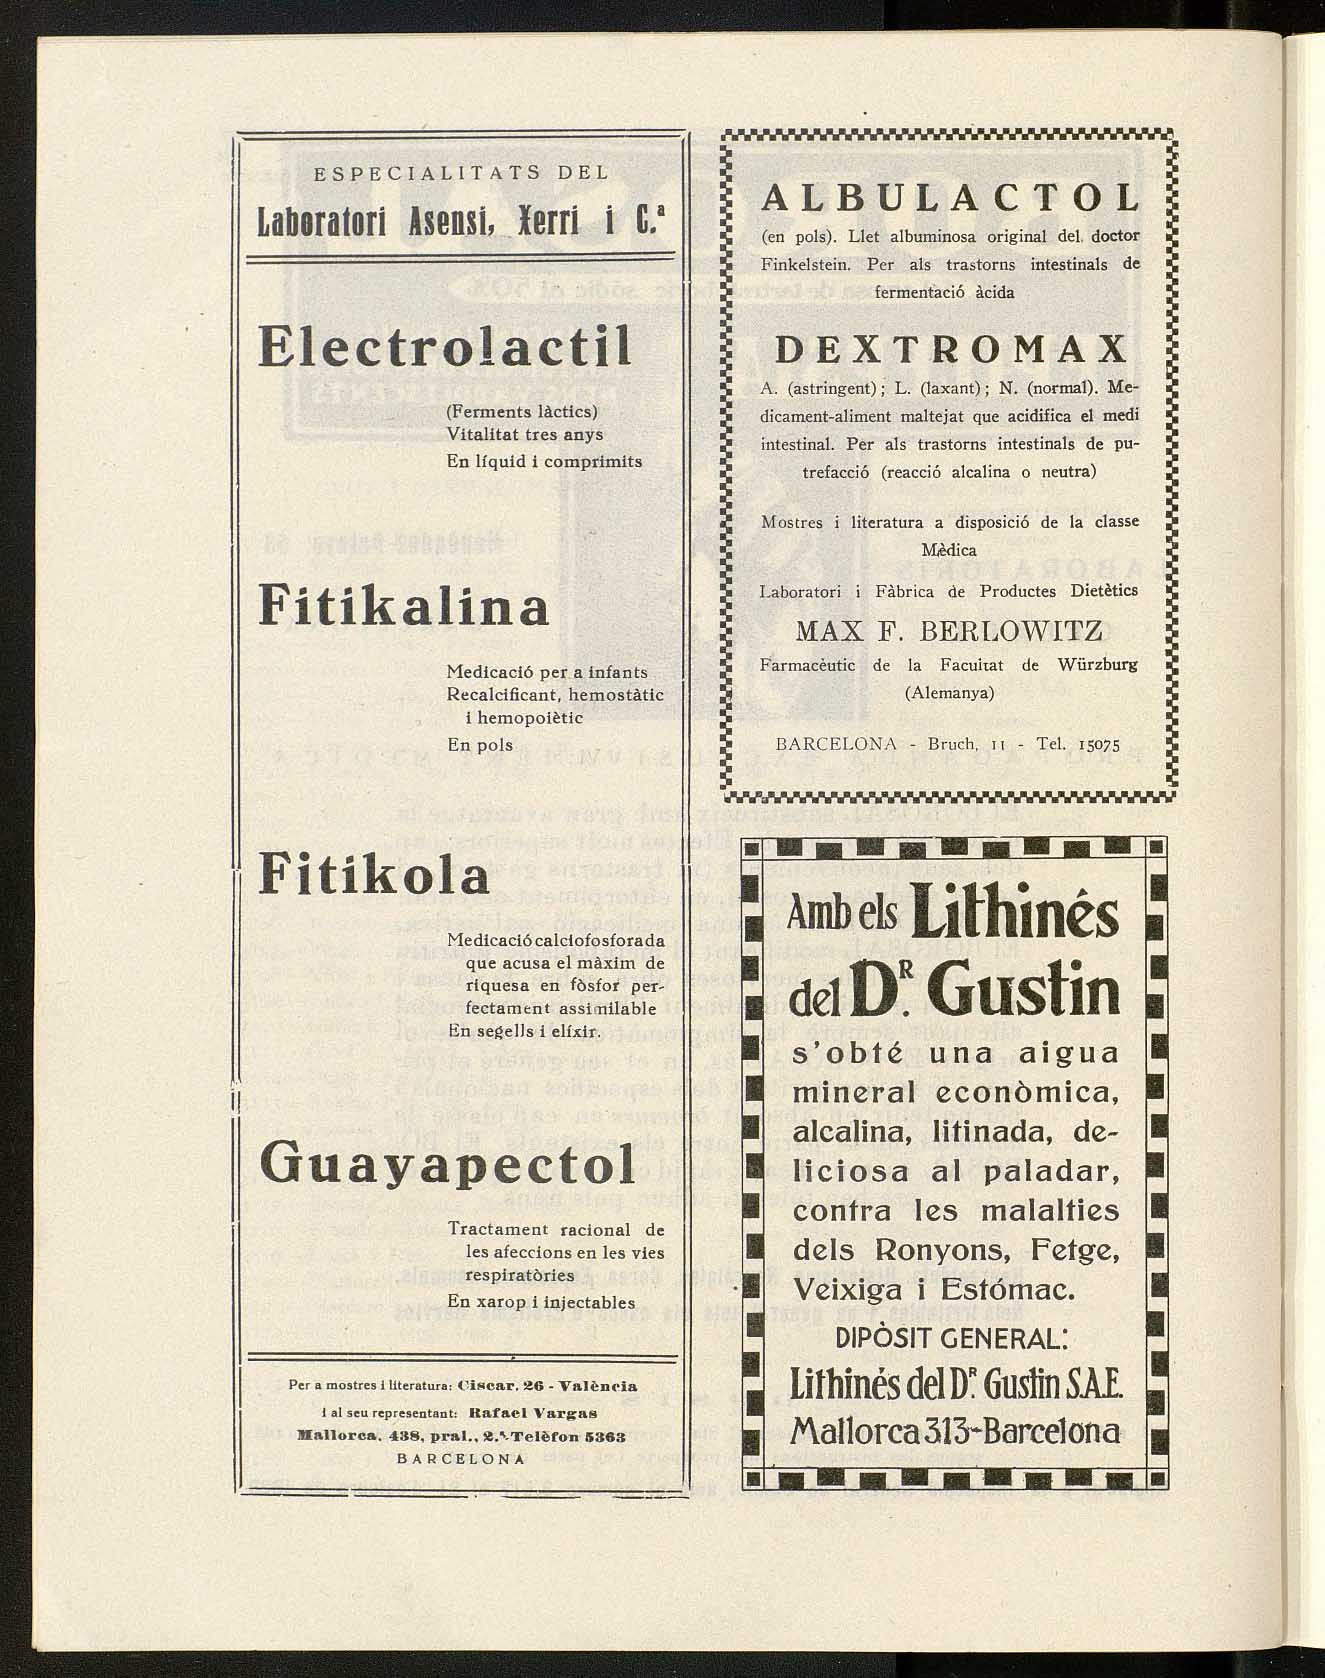 ESPECIALITATS DEL
Laboratori Asensi, Xerri i C.ª
Electrolactil
(Ferments làctics)
Vitalitat tres anys
En líquid i comprimits
Fitikalina
Medicació per a infants
Recalcificant, hemostàtic
i hemopoiètic
En pols
Fitikola
Medicació calciofosforada
que acusa el màxim de
riquesa en fòsfor per-
fectament assimilable
En segells i elíxir.
Guayapectol
Tractament racional de
les afeccions en les vies
respiratòries
En xarop i injectables
Per a mostres i literatura: Ciscar, 26 - València
i al seu representant: Rafael Vargas
Mallorca, 438, pral., 2.ª-Telèfon 5363
BARCELONA
ALBULACTOL
(en pols). Llet albuminosa original del doctor
Finkelstein. Per als trastorns intestinals de
fermentació àcida
DEXTROMAX
A. (astringent); L. (laxant); N. (normal). Me-
dicament-aliment maltejat que acidifica el medi
intestinal. Per als trastorns intestinals de pu-
trefacció (reacció alcalina o neutra)
Mostres i literatura a disposició de la classe
Mèdica
Laboratori i Fàbrica de Productes Dietètics
MAX F. BERLOWITZ
Farmacèutic de la Facultat de Würzburg
(Alemanya)
BARCELONA - Bruch, 11 - Tel. 15075
Amb els Lithinés
del DR. Gustin
s'obté una aigua
mineral econòmica,
alcalina, litinada, de-
liciosa al paladar,
contra les malalties
dels Ronyons, Fetge,
Veixiga i Estómac.
DIPÒSIT GENERAL:
Lithinés del DR. Gustin S.A.E.
Mallorca 313-Barcelona